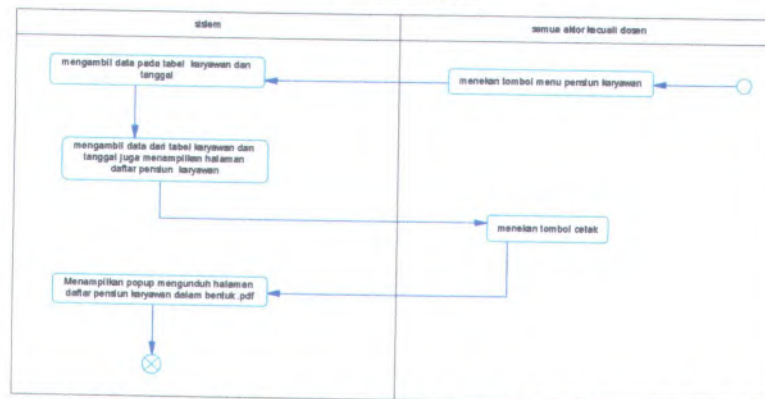 sistem
semua aktor kecuali dosen
mengambil data pada tabel karyawan dan
tanggal
menekan tombol menu pensiun karyawan
mengambil data dari tabel karyawan dan
tanggal juga menampilkan halaman
daftar pensiun karyawan
menekan tombol cetak
Menampilkan popup mengunduh halaman
daftar pensiun karyawan dalam bentuk .pdf